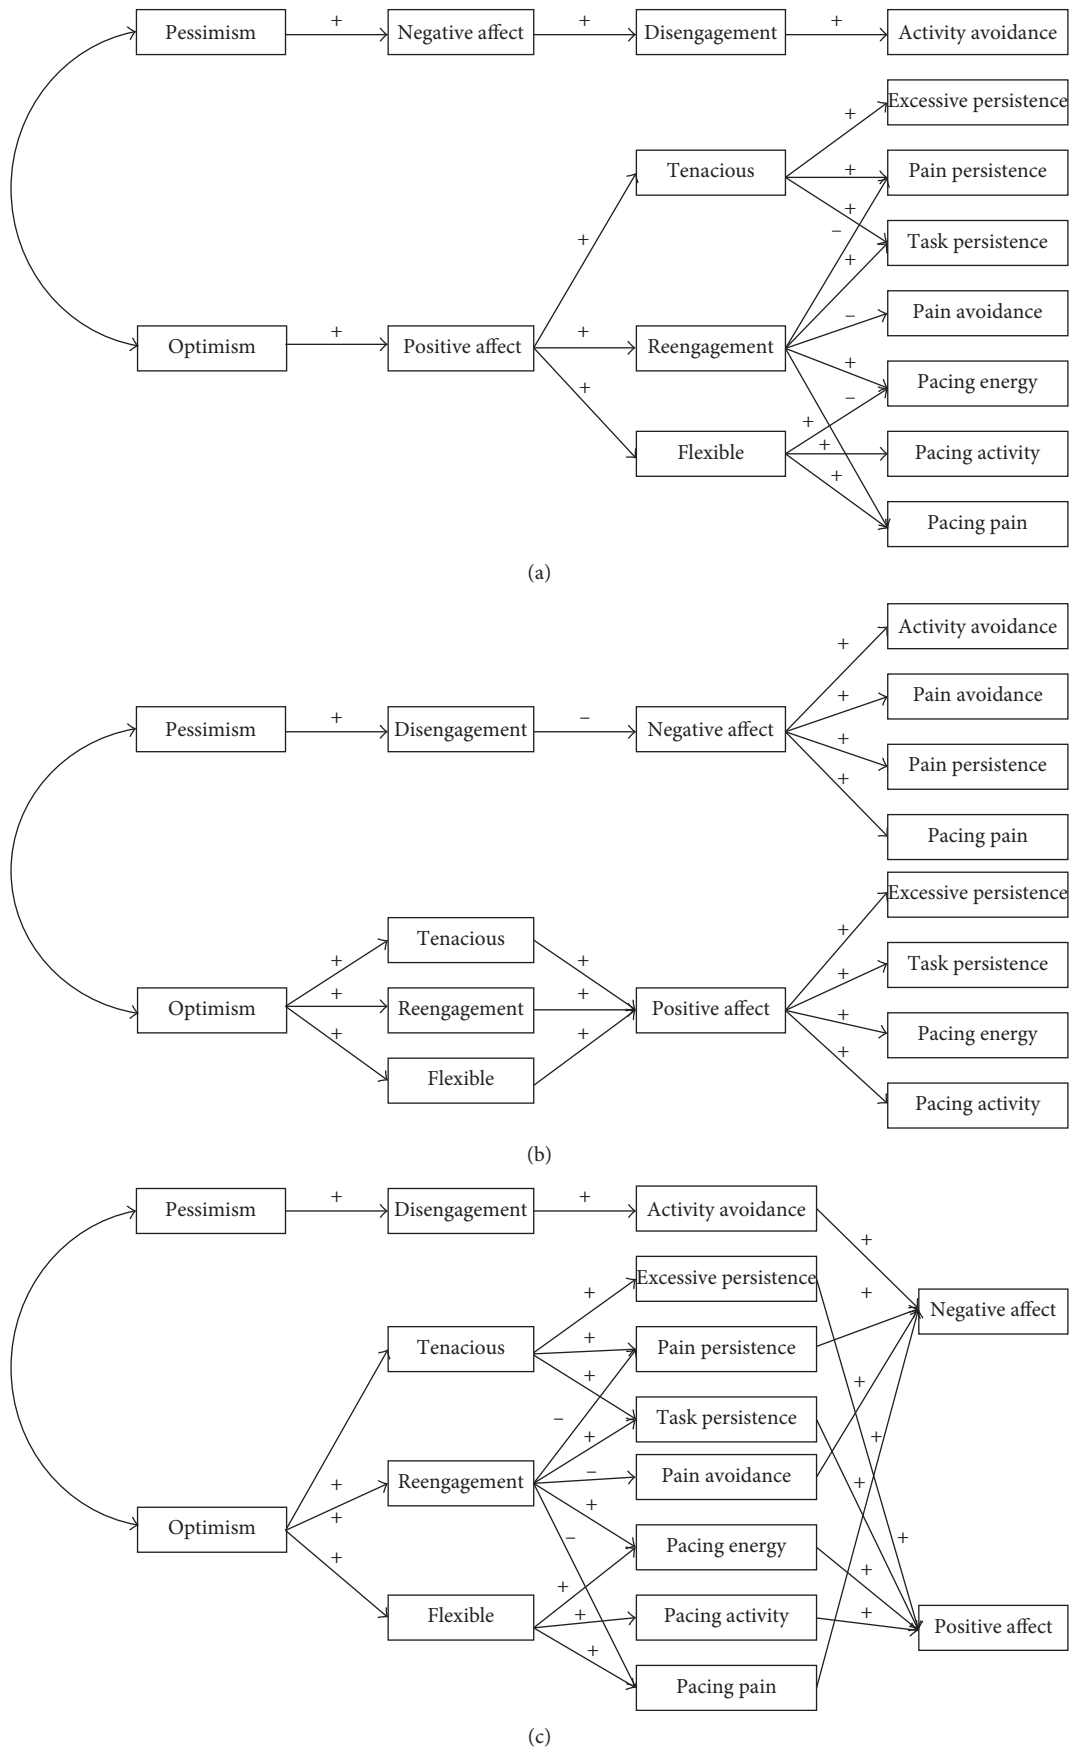 Pessimism + Negative affect + Disengagement + Activity avoidance
Excessive persistence
+
Tenacious + Pain persistence
+
−
+ Task persistence
+
− Pain avoidance
Optimism + Positive affect + Reengagement
+ Pacing energy
+ −
+
Flexible + Pacing activity
+
Pacing pain
(a)
Activity avoidance
+
+ Pain avoidance
Pessimism + Disengagement − Negative affect
+ Pain persistence
+
Pacing pain
Excessive persistence
+
Tenacious
+ + + Task persistence
Optimism + Reengagement + Positive affect
+ Pacing energy
+ + +
Flexible
Pacing activity
(b)
Pessimism + Disengagement + Activity avoidance
+
Excessive persistence
+ + Negative affect
Tenacious + Pain persistence
+ +
− Task persistence
+ +
Reengagement − Pain avoidance
+ + +
+ Optimism
− Pacing energy +
+ +
+ Flexible + Pacing activity + Positive affect
+
Pacing pain
(c)